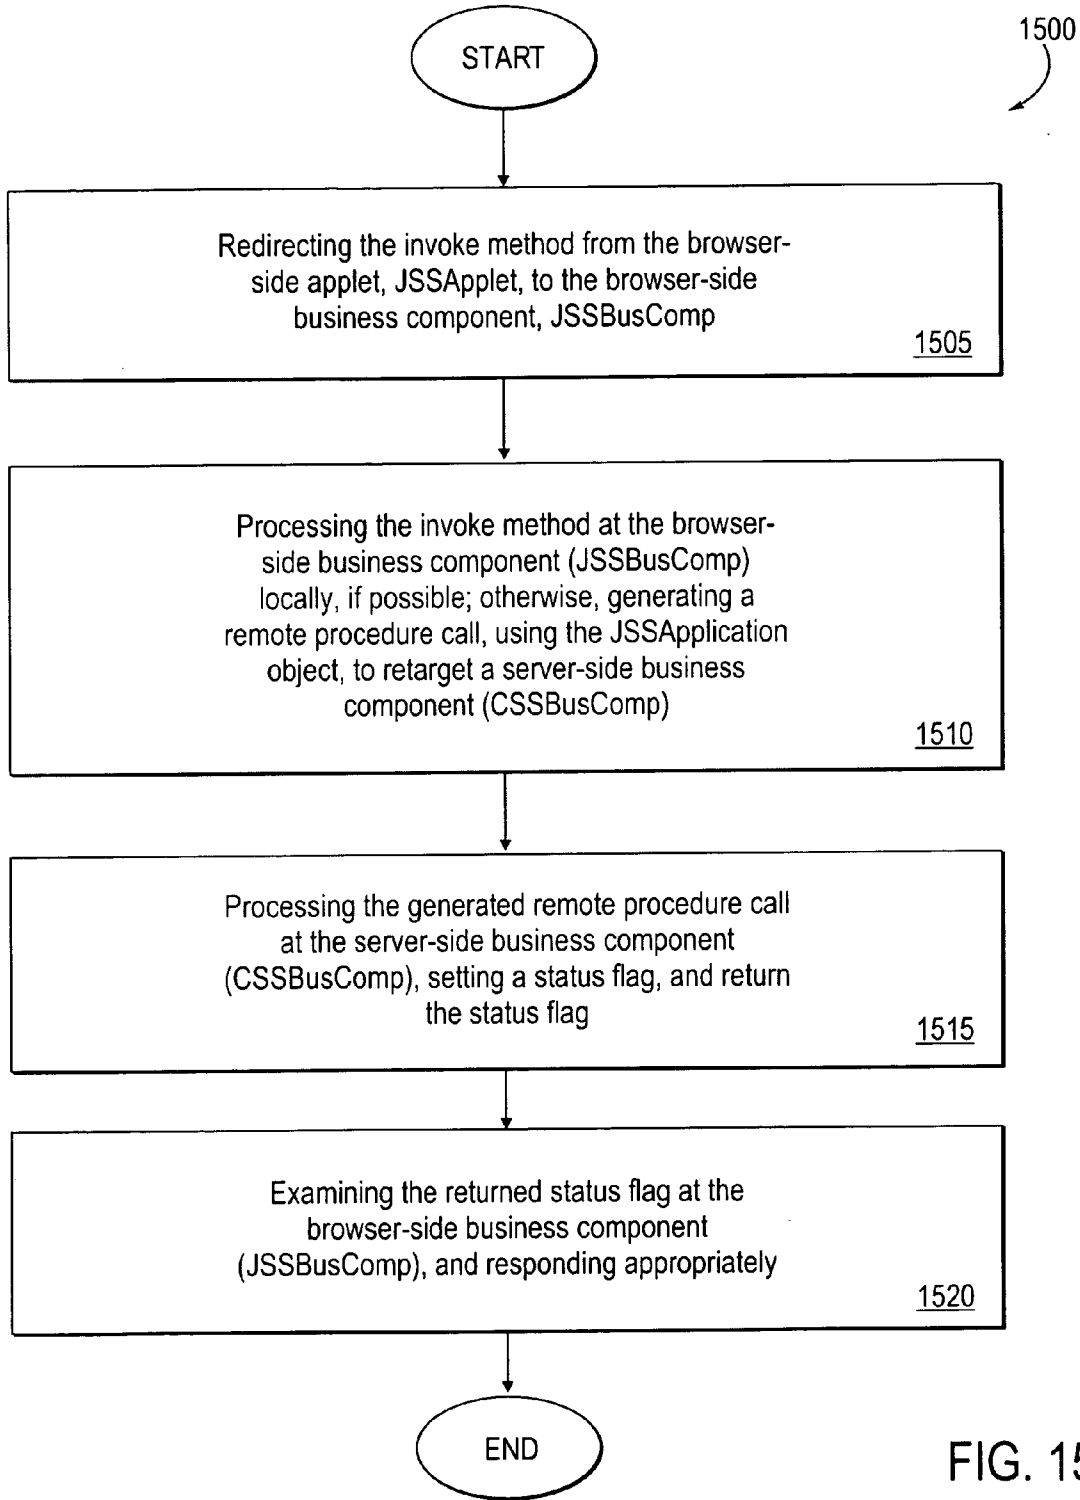 START
1500
Redirecting the invoke method from the browser-
side applet, JSSApplet, to the browser-side
business component, JSSBusComp
1505
Processing the invoke method at the browser-
side business component (JSSBusComp)
locally, if possible; otherwise, generating a
remote procedure call, using the JSSApplication
object, to retarget a server-side business
component (CSSBusComp)
1510
Processing the generated remote procedure call
at the server-side business component
(CSSBusComp), setting a status flag, and return
the status flag
1515
Examining the returned status flag at the
browser-side business component
(JSSBusComp), and responding appropriately
1520
END
FIG. 15